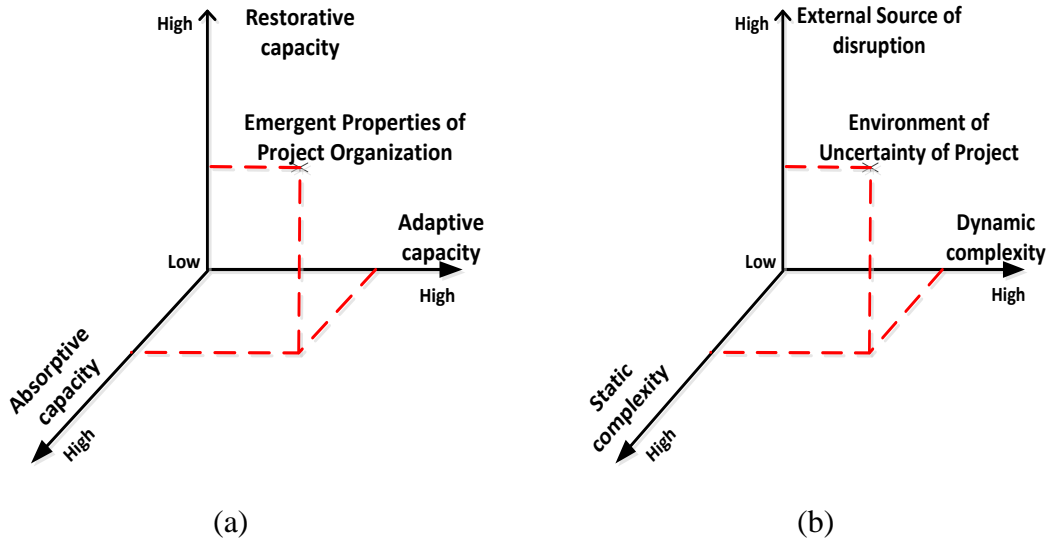 High
Restorative
capacity
Emergent Properties of
Project Organization
Adaptive
capacity
Low
High
Absorptive
capacity
High
(a)
High
External Source of
disruption
Environment of
Uncertainty of Project
Dynamic
complexity
Low
High
Static
complexity
High
(b)